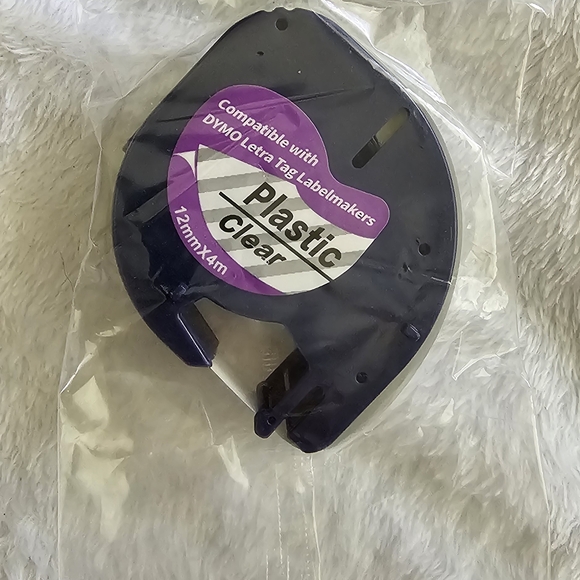 Compatible with
DYMO Letra Tag Labelmakers
Plastic
Clear
12mmX4m